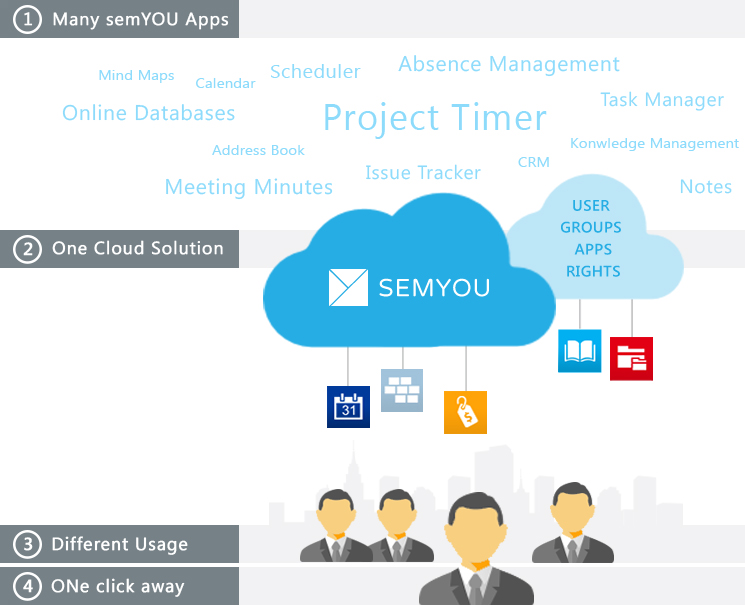 1 Many semYOU Apps
Absence Management
Scheduler
Mind Maps
Calendar
Task Manager
Online Databases
Project Timer
Konwledge Management
Address Book
CRM
Issue Tracker
Meeting Minutes
Notes
USER
GROUPS
APPS
RIGHTS
2 One Cloud Solution
SEMYOU
31
$
3 Different Usage
4 ONe click away